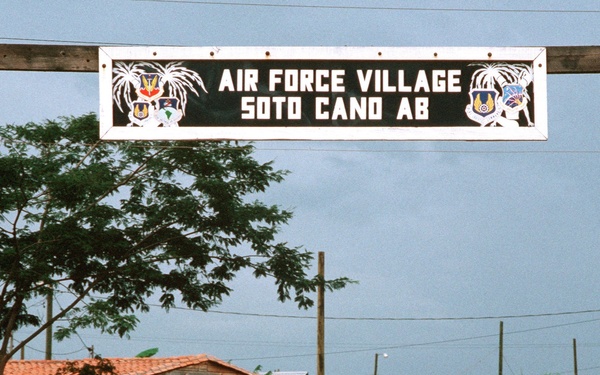 AIR FORCE VILLAGE
SOTO CANO AB